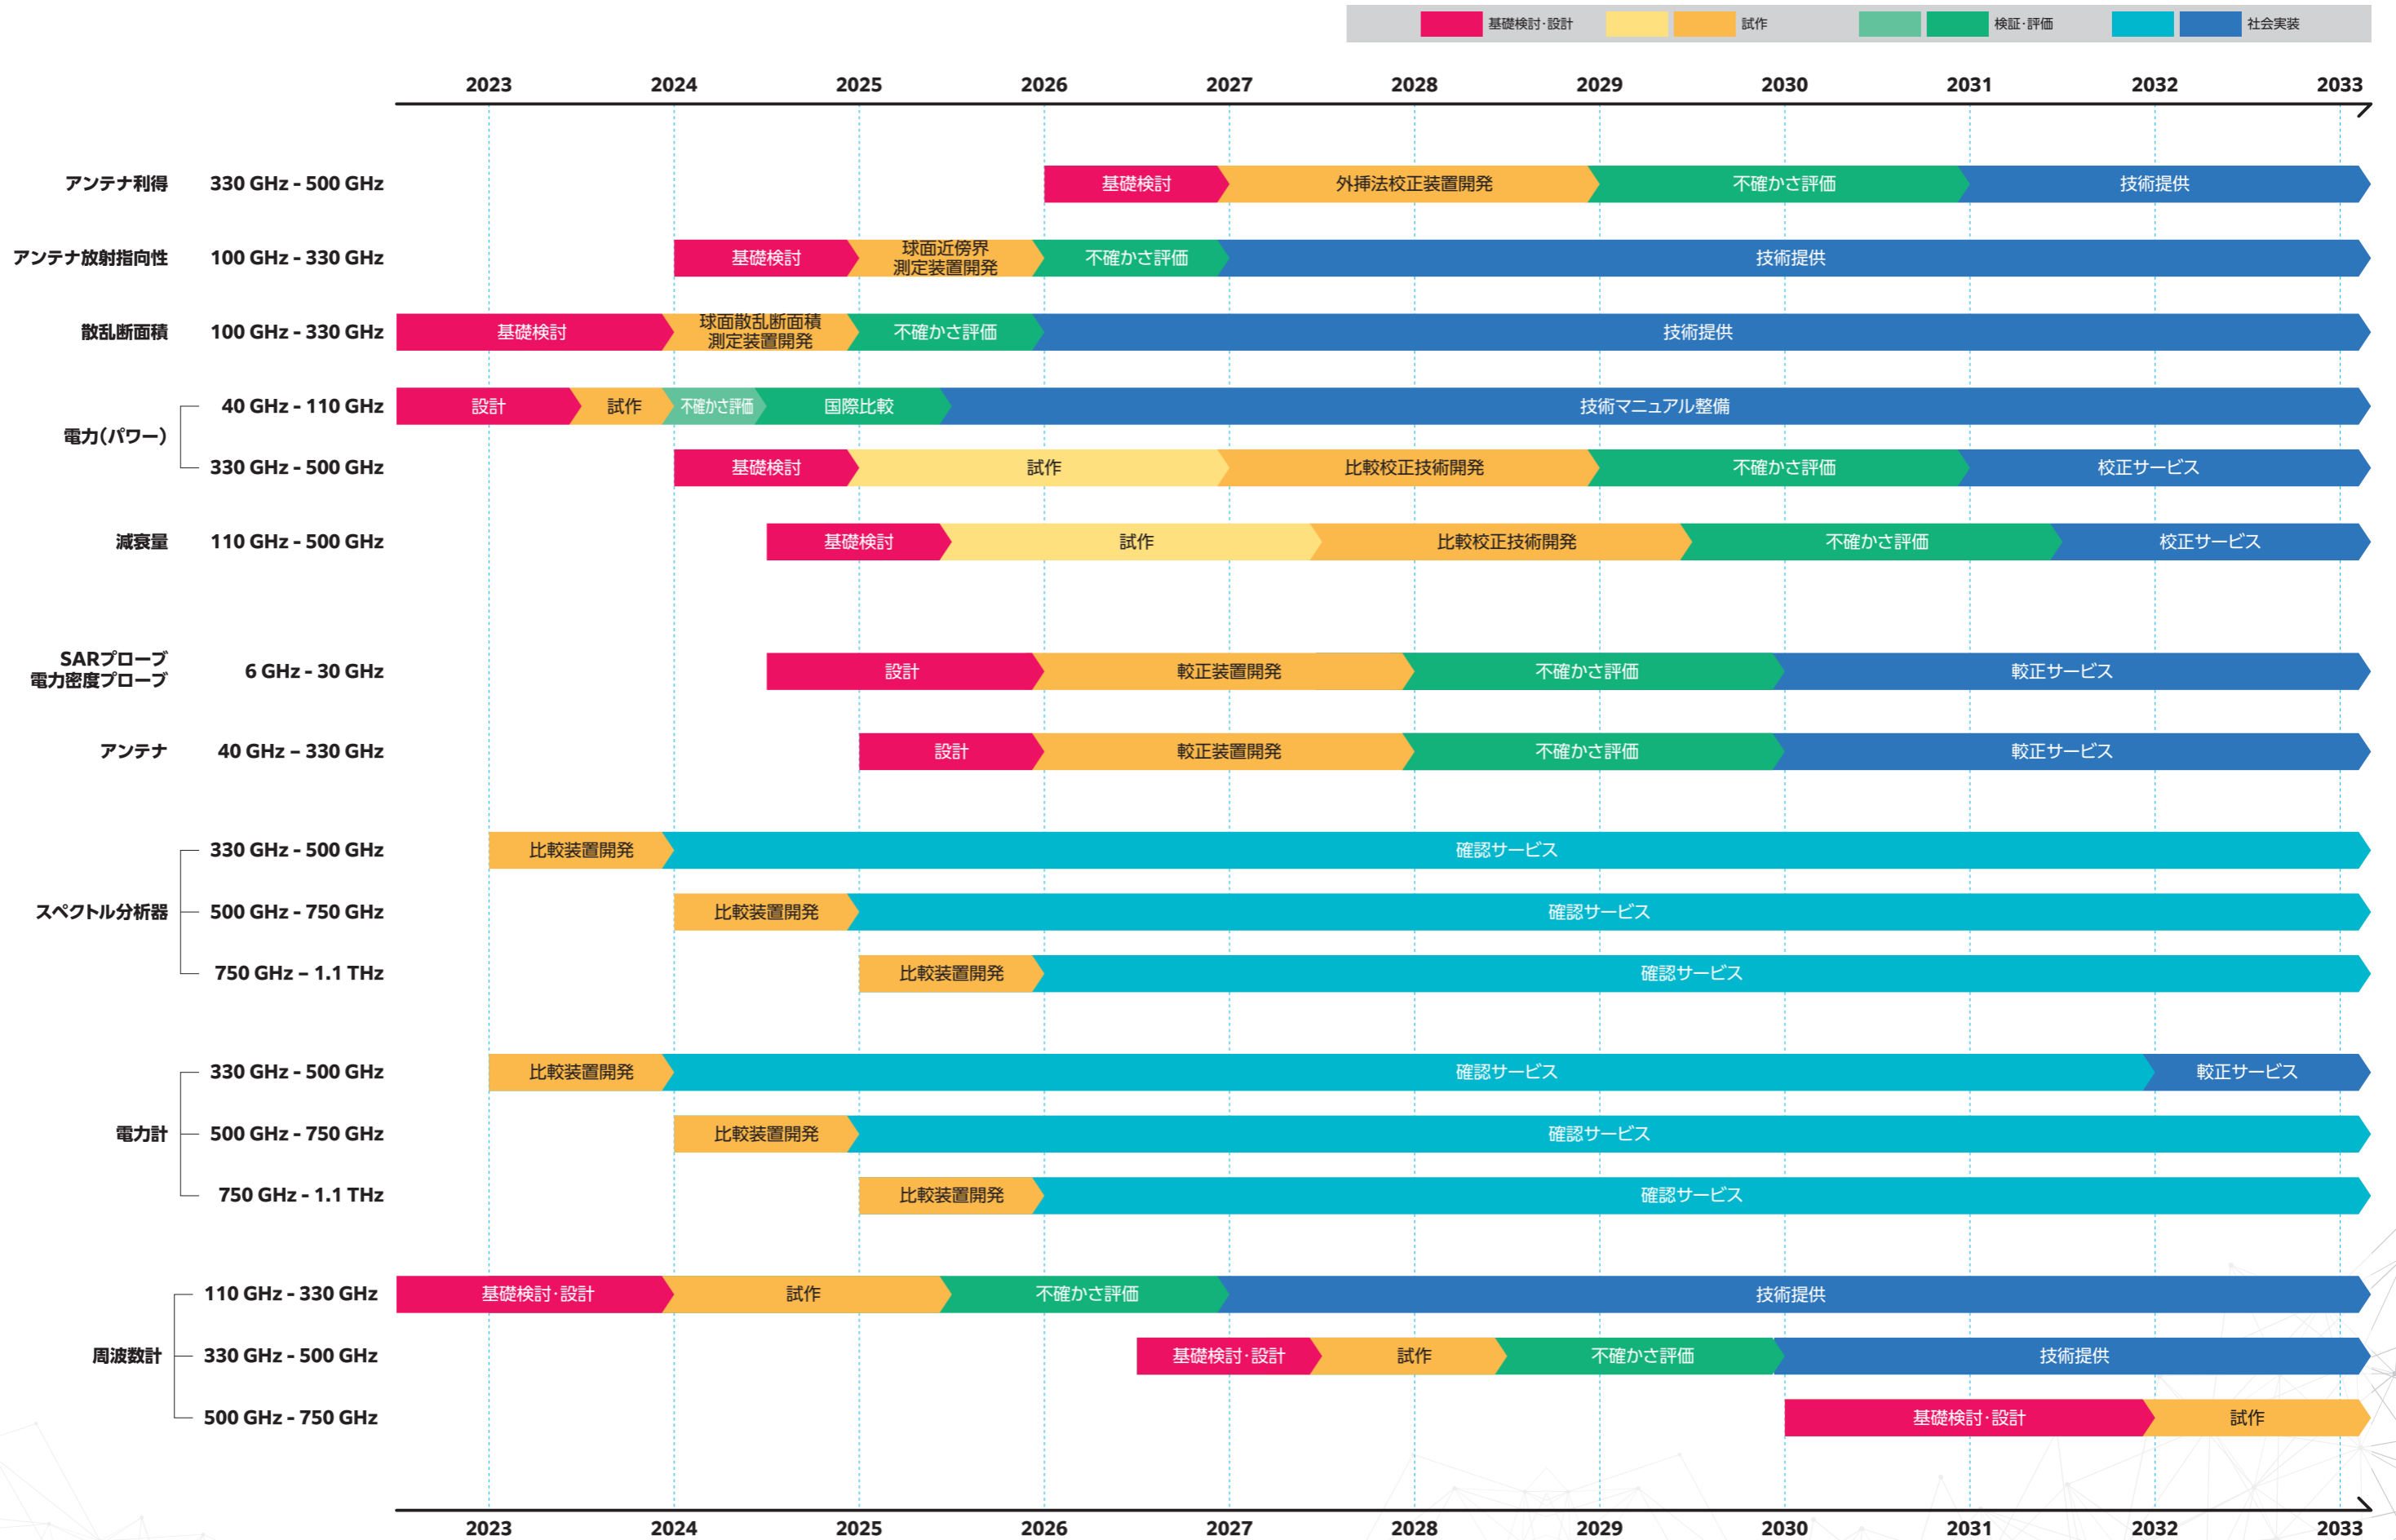 基礎検討・設計 試作 検証・評価 社会実装
2023 2024 2025 2026 2027 2028 2029 2030 2031 2032 2033
アンテナ利得 330 GHz - 500 GHz 基礎検討 外挿法校正装置開発 不確かさ評価 技術提供
アンテナ放射指向性 100 GHz - 330 GHz 基礎検討 球面近傍界
測定装置開発 不確かさ評価 技術提供
散乱断面積 100 GHz - 330 GHz 基礎検討 球面散乱断面積
測定装置開発 不確かさ評価 技術提供
電力(パワー)
40 GHz - 110 GHz 設計 試作 不確かさ評価 国際比較 技術マニュアル整備
330 GHz - 500 GHz 基礎検討 試作 比較校正技術開発 不確かさ評価 校正サービス
減衰量 110 GHz - 500 GHz 基礎検討 試作 比較校正技術開発 不確かさ評価 校正サービス
SARプローブ
電力密度プローブ
6 GHz - 30 GHz 設計 較正装置開発 不確かさ評価 較正サービス
アンテナ 40 GHz – 330 GHz 設計 較正装置開発 不確かさ評価 較正サービス
スペクトル分析器
330 GHz - 500 GHz 比較装置開発 確認サービス
500 GHz - 750 GHz 比較装置開発 確認サービス
750 GHz – 1.1 THz 比較装置開発 確認サービス
電力計
330 GHz - 500 GHz 比較装置開発 確認サービス 較正サービス
500 GHz - 750 GHz 比較装置開発 確認サービス
750 GHz - 1.1 THz 比較装置開発 確認サービス
周波数計
110 GHz - 330 GHz 基礎検討・設計 試作 不確かさ評価 技術提供
330 GHz - 500 GHz 基礎検討・設計 試作 不確かさ評価 技術提供
500 GHz - 750 GHz 基礎検討・設計 試作
2023 2024 2025 2026 2027 2028 2029 2030 2031 2032 2033